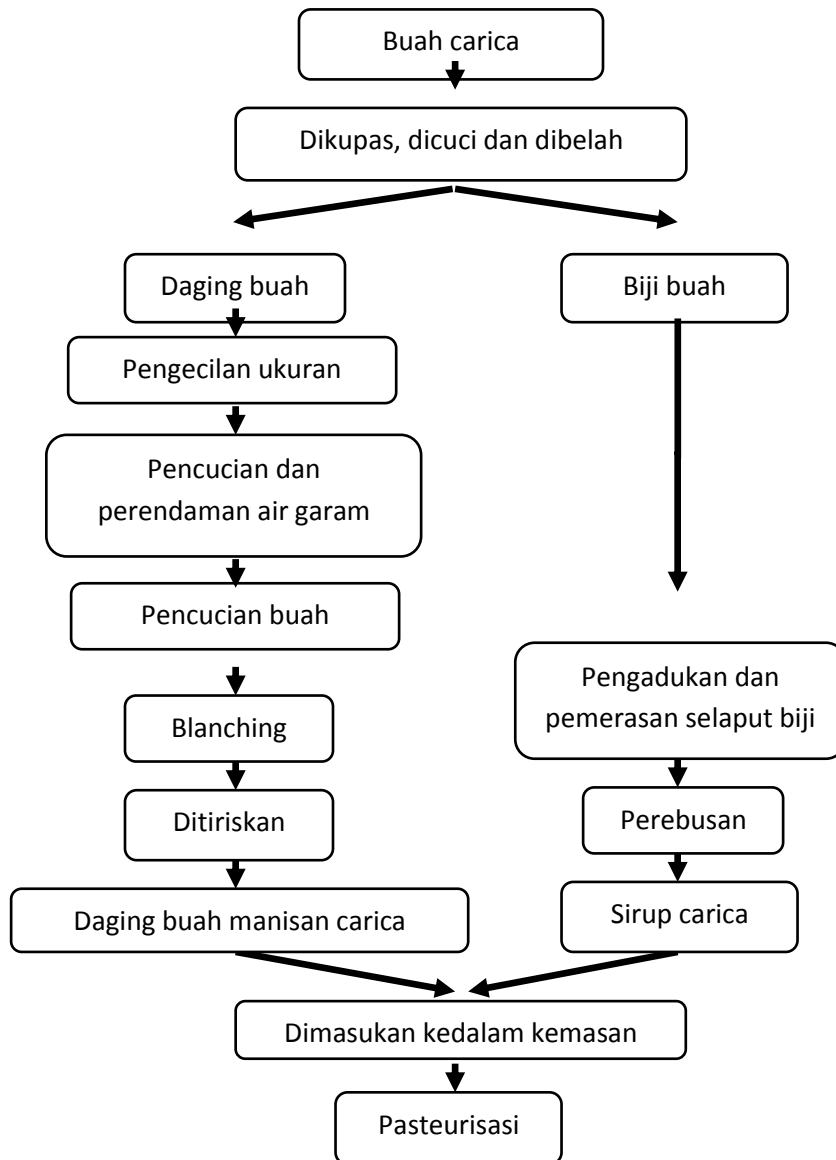 Buah carica
Dikupas, dicuci dan dibelah
Daging buah
Biji buah
Pengecilan ukuran
Pencucian dan
perendaman air garam
Pencucian buah
Pengadukan dan
pemerasan selaput biji
Blanching
Ditiriskan
Perebusan
Daging buah manisan carica
Sirup carica
Dimasukan kedalam kemasan
Pasteurisasi